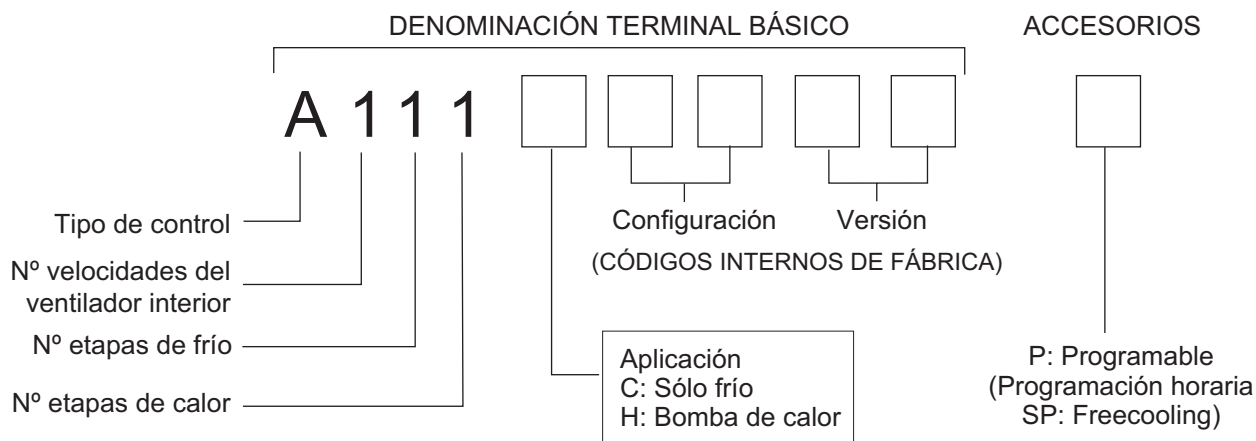 DENOMINACIÓN TERMINAL BÁSICO
ACCESORIOS
A 1 1 1
Tipo de control
Nº velocidades del
ventilador interior
Nº etapas de frío
Nº etapas de calor
Configuración
Versión
(CÓDIGOS INTERNOS DE FÁBRICA)
Aplicación
C: Sólo frío
H: Bomba de calor
P: Programable
(Programación horaria
SP: Freecooling)